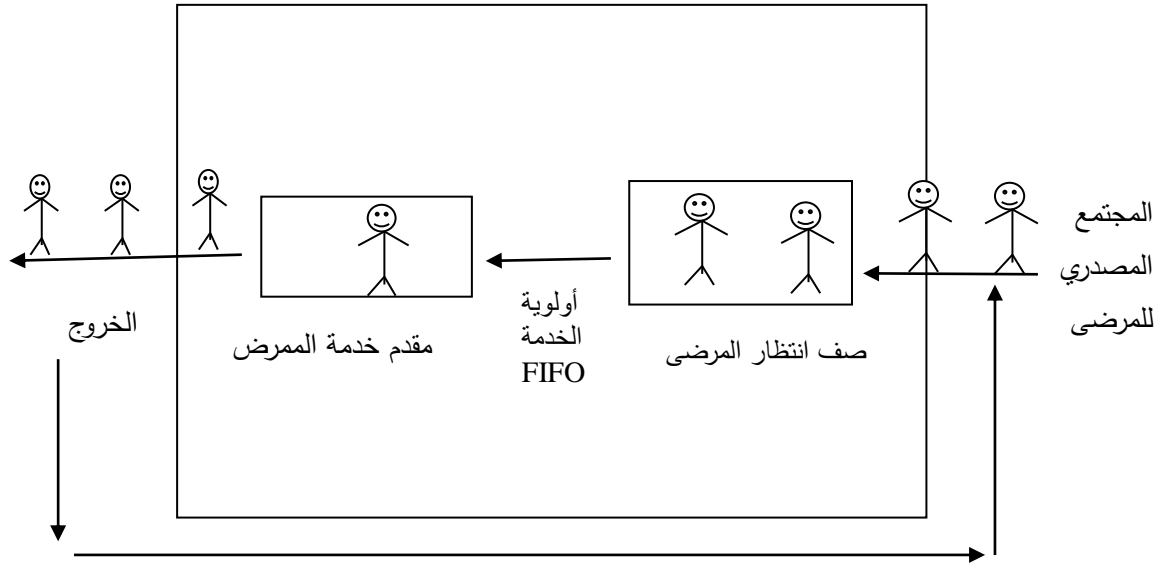 المجتمع
المصدري
للمرضى
صف انتظار المرضى
أولوية
الخدمة
FIFO
مقدم خدمة الممرض
الخروج